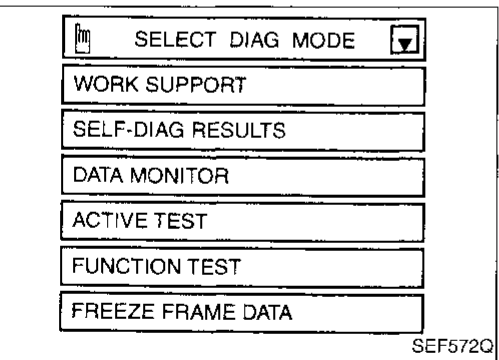 SELECT DIAG MODE
WORK SUPPORT
SELF-DIAG RESULTS
DATA MONITOR
ACTIVE TEST
FUNCTION TEST
FREEZE FRAME DATA
SEF572Q